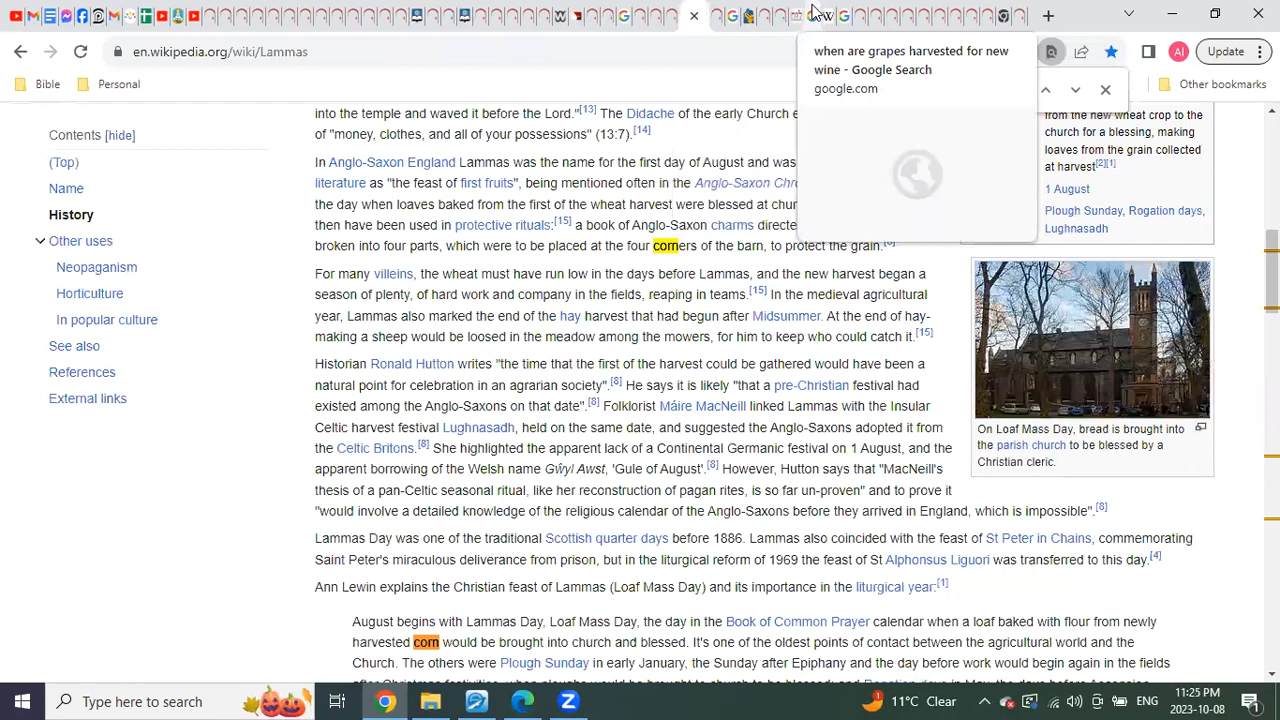 en.wikipedia.org/wiki/Lammas
Update
Bible
Personal
Other bookmarks
when are grapes harvested for new
wine - Google Search
google.com
Contents [hide]
(Top)
Name
History
Other uses
Neopaganism
Horticulture
In popular culture
See also
References
External links
into the temple and waved it before the Lord."[13] The Didache of the early Church
of "money, clothes, and all of your possessions" (13:7).[14]
In Anglo-Saxon England Lammas was the name for the first day of August and was
literature as "the feast of first fruits", being mentioned often in the Anglo-Saxon Chro
the day when loaves baked from the first of the wheat harvest were blessed at chur
then have been used in protective rituals:[15] a book of Anglo-Saxon charms directe
broken into four parts, which were to be placed at the four corners of the barn, to protect the grain.[8]
For many villeins, the wheat must have run low in the days before Lammas, and the new harvest began a
season of plenty, of hard work and company in the fields, reaping in teams.[15] In the medieval agricultural
year, Lammas also marked the end of the hay harvest that had begun after Midsummer. At the end of hay-
making a sheep would be loosed in the meadow among the mowers, for him to keep who could catch it.[15]
Historian Ronald Hutton writes "the time that the first of the harvest could be gathered would have been a
natural point for celebration in an agrarian society".[8] He says it is likely "that a pre-Christian festival had
existed among the Anglo-Saxons on that date".[8] Folklorist Máire MacNeill linked Lammas with the Insular
Celtic harvest festival Lughnasadh, held on the same date, and suggested the Anglo-Saxons adopted it from
the Celtic Britons.[8] She highlighted the apparent lack of a Continental Germanic festival on 1 August, and the
apparent borrowing of the Welsh name Gŵyl Awst, 'Gule of August'.[8] However, Hutton says that "MacNeill's
thesis of a pan-Celtic seasonal ritual, like her reconstruction of pagan rites, is so far un-proven" and to prove it
"would involve a detailed knowledge of the religious calendar of the Anglo-Saxons before they arrived in England, which is impossible".[8]
Lammas Day was one of the traditional Scottish quarter days before 1886. Lammas also coincided with the feast of St Peter in Chains, commemorating
Saint Peter's miraculous deliverance from prison, but in the liturgical reform of 1969 the feast of St Alphonsus Liguori was transferred to this day.[4]
Ann Lewin explains the Christian feast of Lammas (Loaf Mass Day) and its importance in the liturgical year:[1]
August begins with Lammas Day, Loaf Mass Day, the day in the Book of Common Prayer calendar when a loaf baked with flour from newly
harvested corn would be brought into church and blessed. It's one of the oldest points of contact between the agricultural world and the
Church. The others were Plough Sunday in early January, the Sunday after Epiphany and the day before work would begin again in the fields
from the new wheat crop to the
church for a blessing, making
loaves from the grain collected
at harvest[2][1]
1 August
Plough Sunday, Rogation days,
Lughnasadh
On Loaf Mass Day, bread is brought into
the parish church to be blessed by a
Christian cleric.
Type here to search
11°C Clear
ENG
11:25 PM
2023-10-08